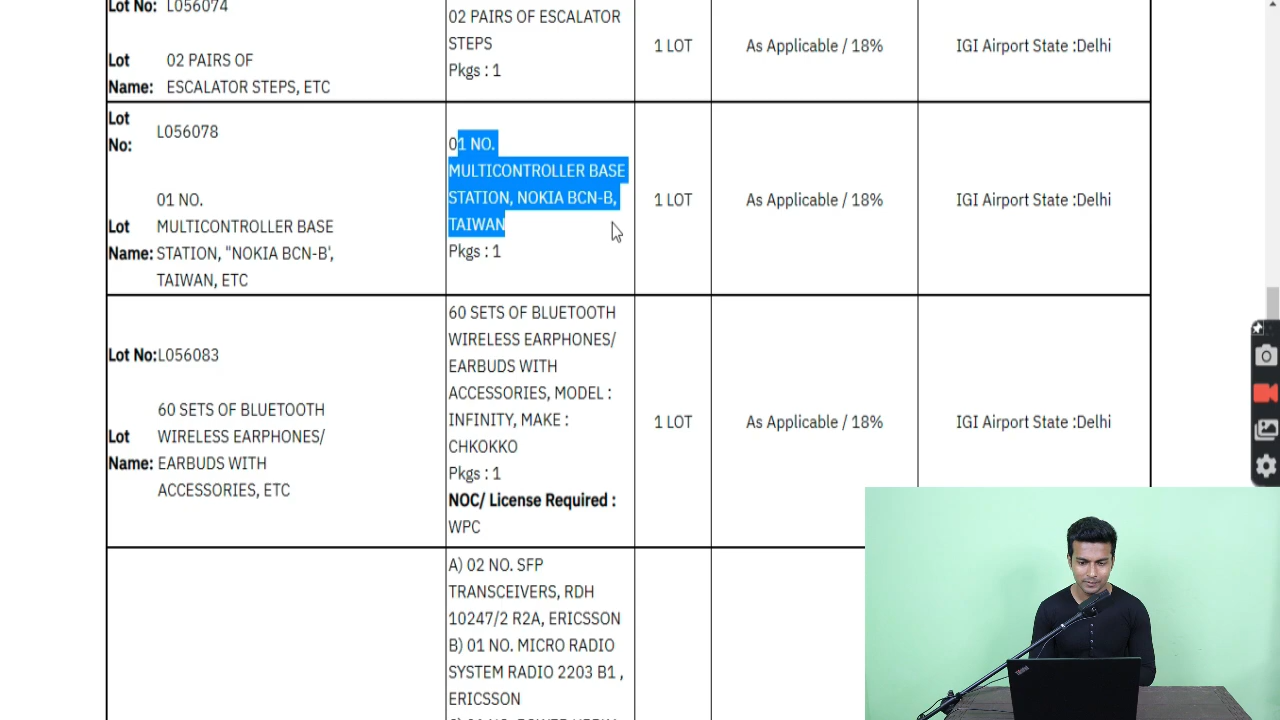 Lot No: L056074
Lot Name: 02 PAIRS OF
ESCALATOR STEPS, ETC
02 PAIRS OF ESCALATOR
STEPS
Pkgs : 1
1 LOT
As Applicable / 18%
IGI Airport State :Delhi
Lot No: L056078
Lot Name: 01 NO.
MULTICONTROLLER BASE
STATION, "NOKIA BCN-B',
TAIWAN, ETC
01 NO.
MULTICONTROLLER BASE
STATION, NOKIA BCN-B,
TAIWAN
Pkgs : 1
1 LOT
As Applicable / 18%
IGI Airport State :Delhi
Lot No:L056083
Lot Name: 60 SETS OF BLUETOOTH
WIRELESS EARPHONES/
EARBUDS WITH
ACCESSORIES, ETC
60 SETS OF BLUETOOTH
WIRELESS EARPHONES/
EARBUDS WITH
ACCESSORIES, MODEL :
INFINITY, MAKE :
CHKOKKO
Pkgs : 1
NOC/ License Required :
WPC
1 LOT
As Applicable / 18%
IGI Airport State :Delhi
A) 02 NO. SFP
TRANSCEIVERS, RDH
10247/2 R2A, ERICSSON
B) 01 NO. MICRO RADIO
SYSTEM RADIO 2203 B1 ,
ERICSSON